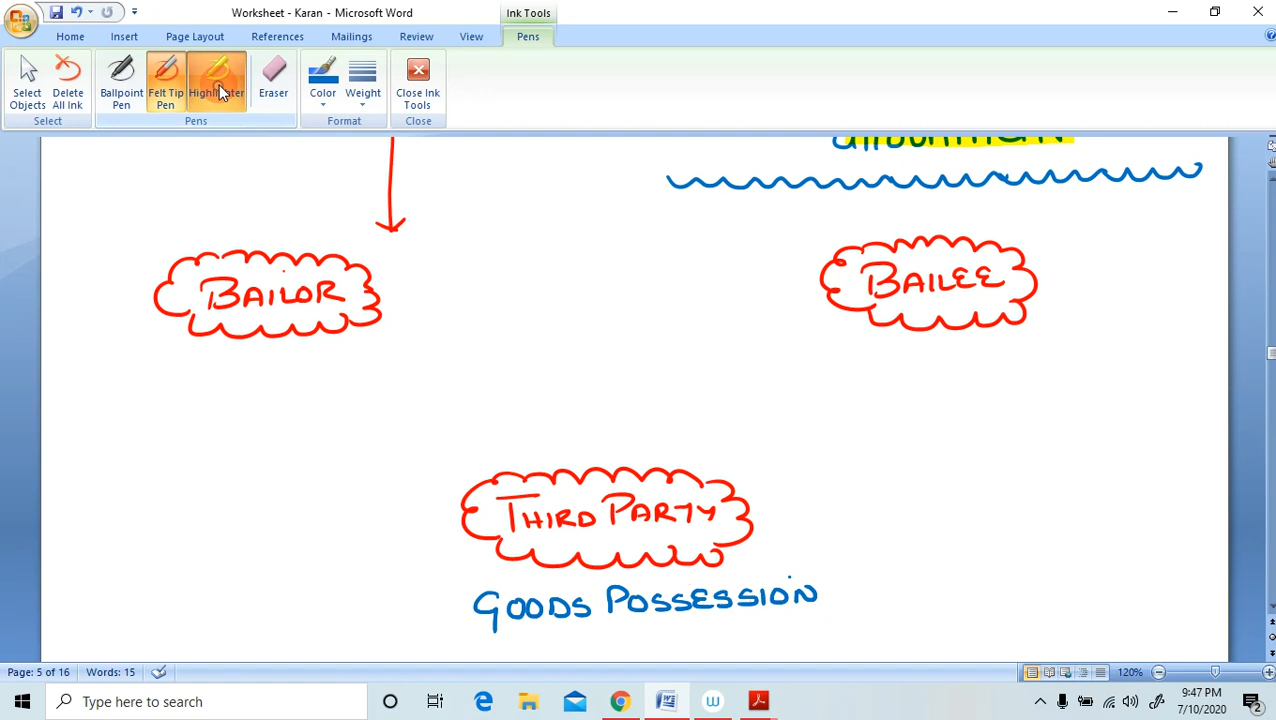 Worksheet - Karan - Microsoft Word
Ink Tools
Home Insert Page Layout References Mailings Review View Pens
Select Objects
Delete All Ink
Ballpoint Pen
Felt Tip Pen
Highlighter
Eraser
Color
Weight
Close Ink Tools
Select
Pens
Format
Close
BAILOR
BAILEE
THIRD PARTY
GOODS POSSESSION
Page: 5 of 16
Words: 15
120%
Type here to search
9:47 PM
7/10/2020
2